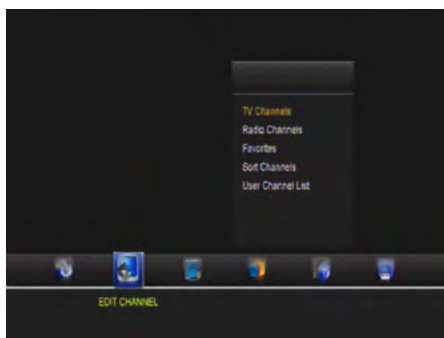 TV Channels
Radio Channels
Favorites
Sort Channels
User Channel List
EDIT CHANNEL